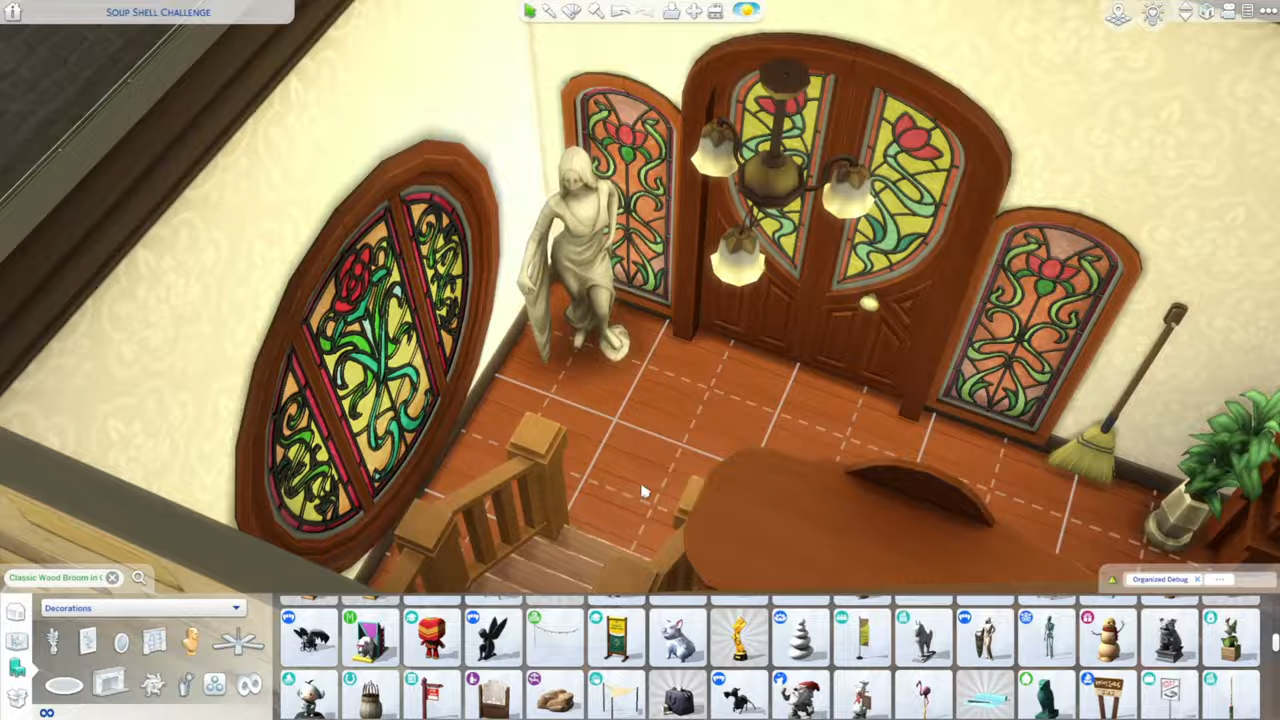 SOUP SHELL CHALLENGE
Classic Wood Broom in
Organized Debug
Decorations